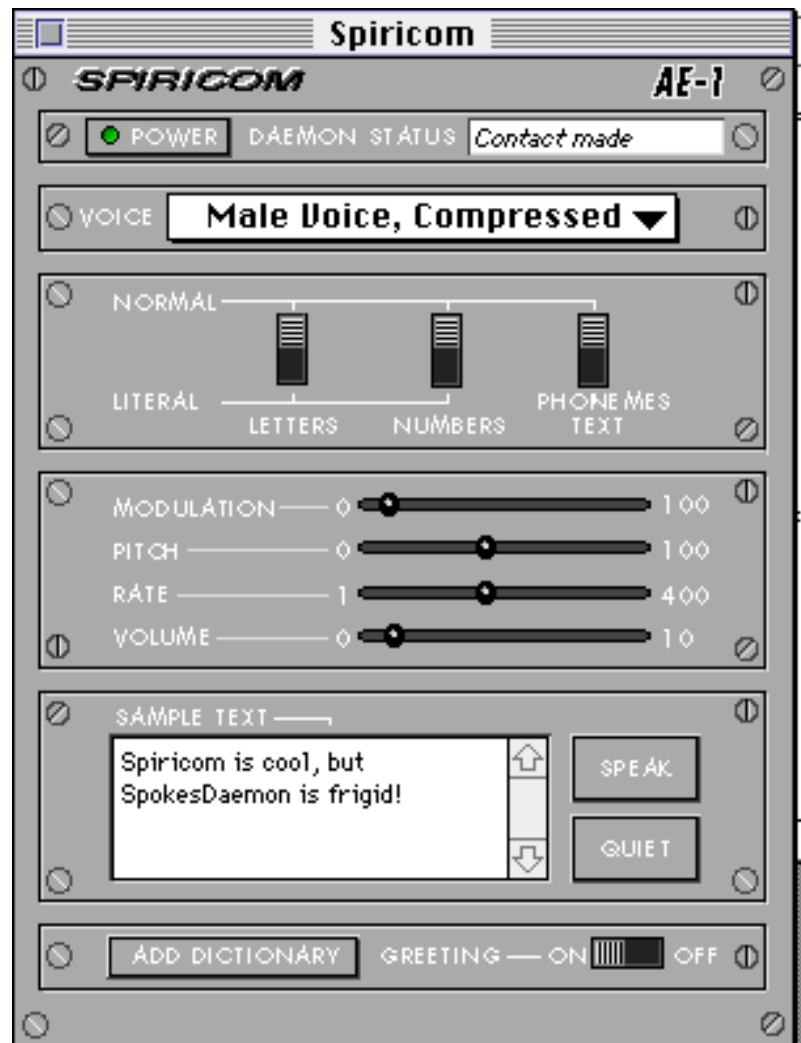 Spiricom
SPIRICOM AE-1
POWER DAEMON STATUS Contact made
VOICE Male Voice, Compressed
NORMAL
LITERAL
LETTERS NUMBERS PHONEMES
TEXT
MODULATION 0 100
PITCH 0 100
RATE 1 400
VOLUME 0 10
SAMPLE TEXT
Spiricom is cool, but
SpokesDaemon is frigid!
SPEAK
QUIET
ADD DICTIONARY GREETING ON OFF